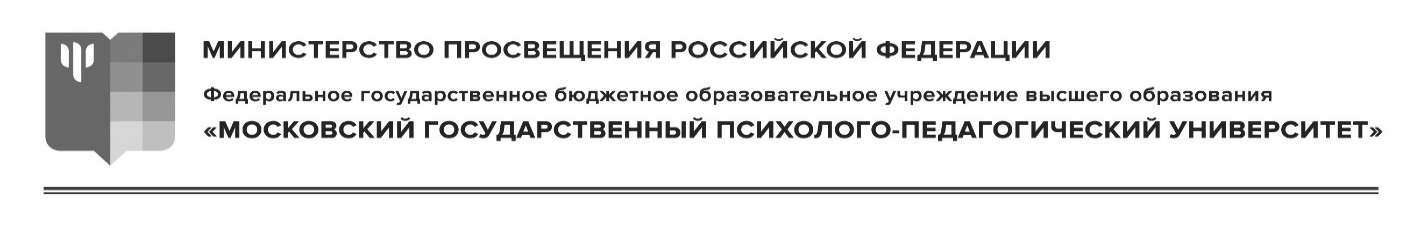 МИНИСТЕРСТВО ПРОСВЕЩЕНИЯ РОССИЙСКОЙ ФЕДЕРАЦИИ
Федеральное государственное бюджетное образовательное учреждение высшего образования
«МОСКОВСКИЙ ГОСУДАРСТВЕННЫЙ ПСИХОЛОГО-ПЕДАГОГИЧЕСКИЙ УНИВЕРСИТЕТ»